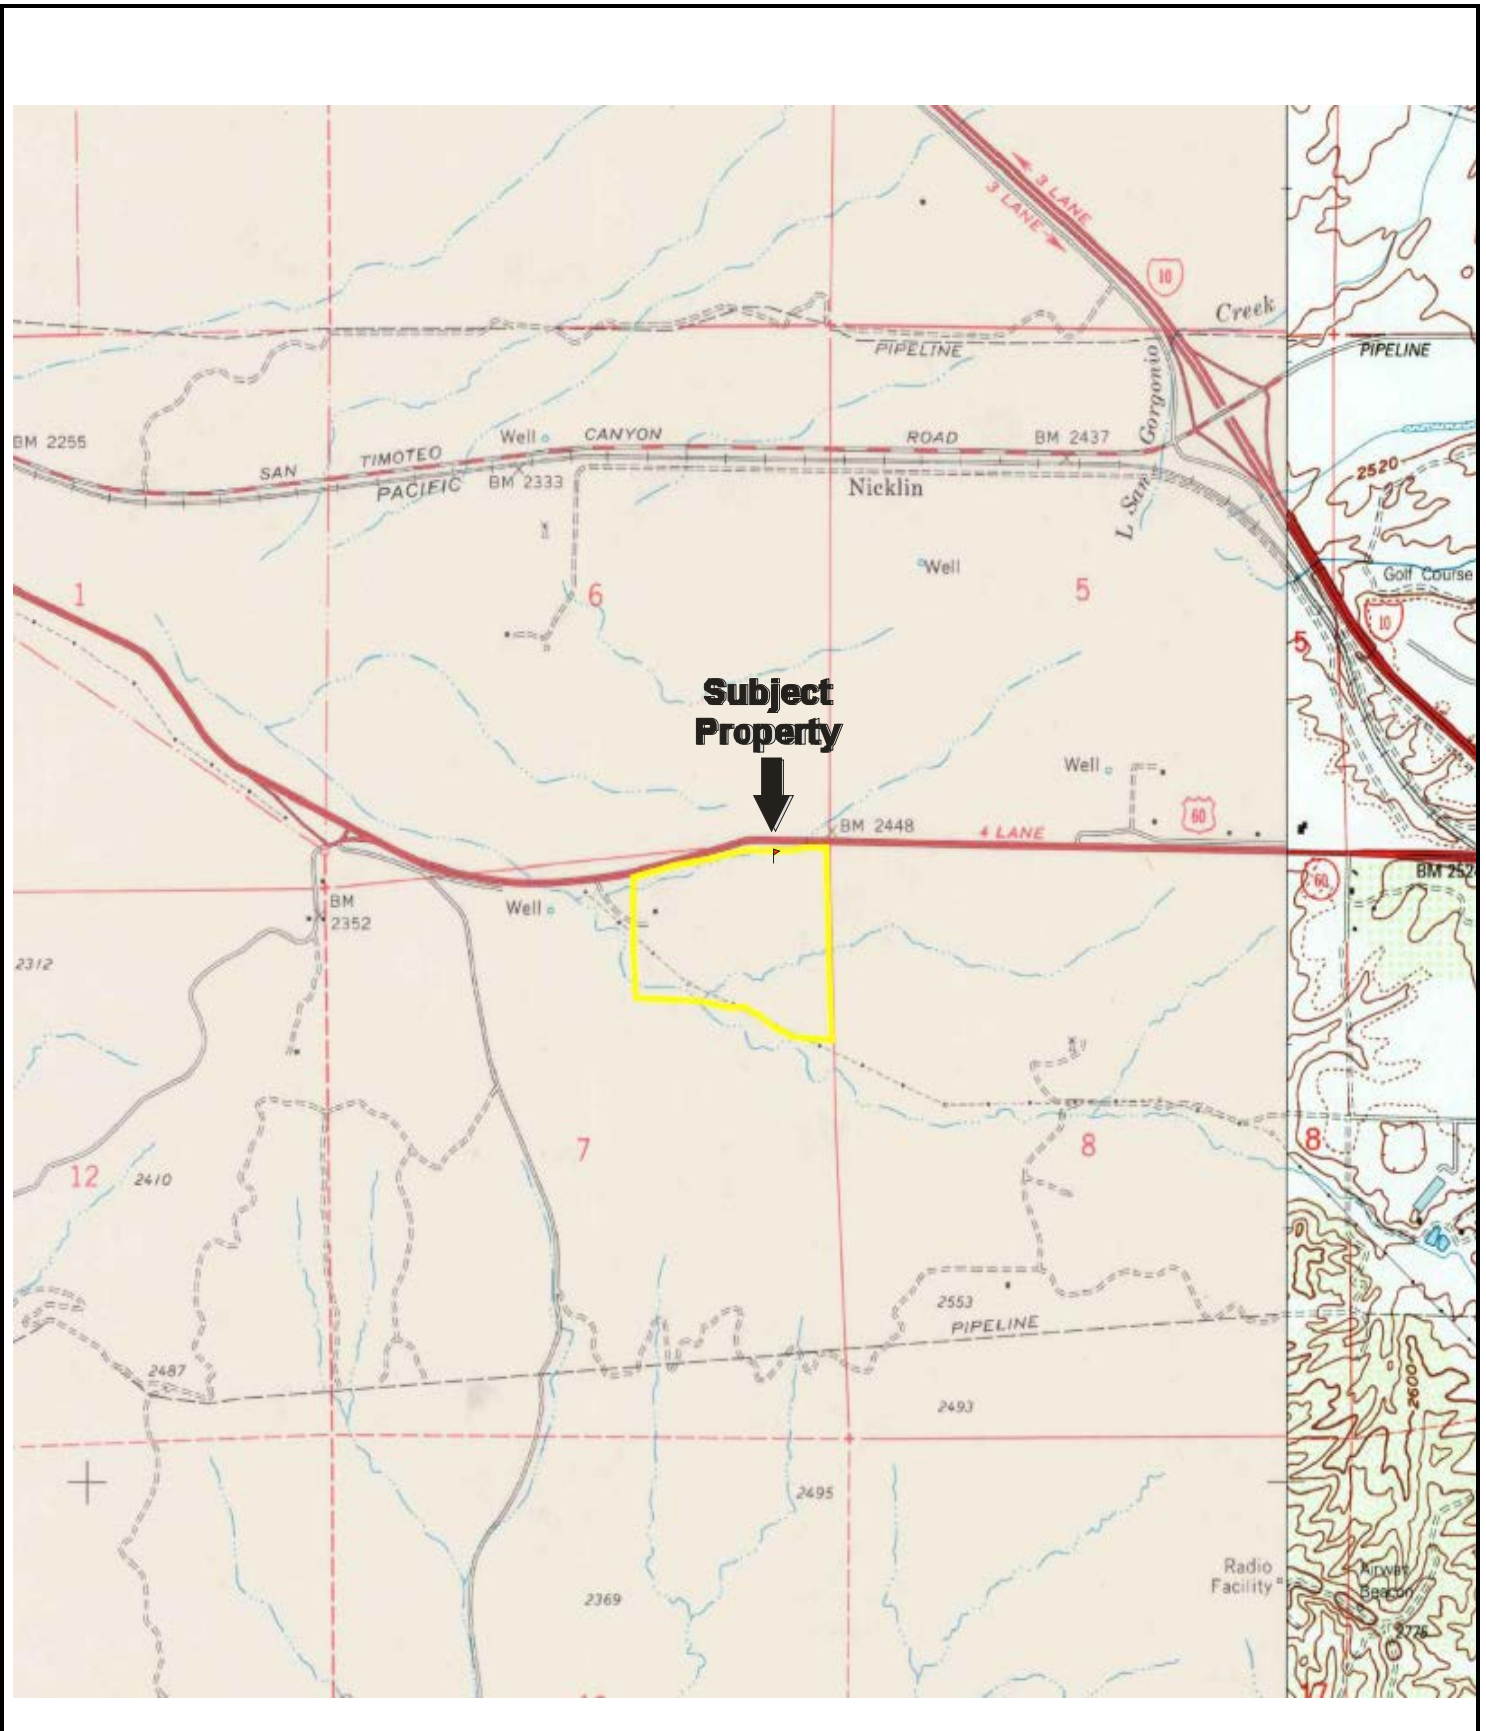 3 LANE
3 LANE
10
Creek
PIPELINE
PIPELINE
Gorgonio
BM 2255
Well
CANYON
ROAD
BM 2437
SAN
TIMOTEO
PACIFIC
BM 2333
Nicklin
L San
2520
Well
Golf Course
1
6
5
10
5
Subject
Property
Well
60
BM 2448
4 LANE
60
BM 252
Well
BM
2352
2312
7
8
8
12
2410
2553
PIPELINE
2487
2600
2493
2495
Radio
Facility
Airway
Beacon
2369
2776